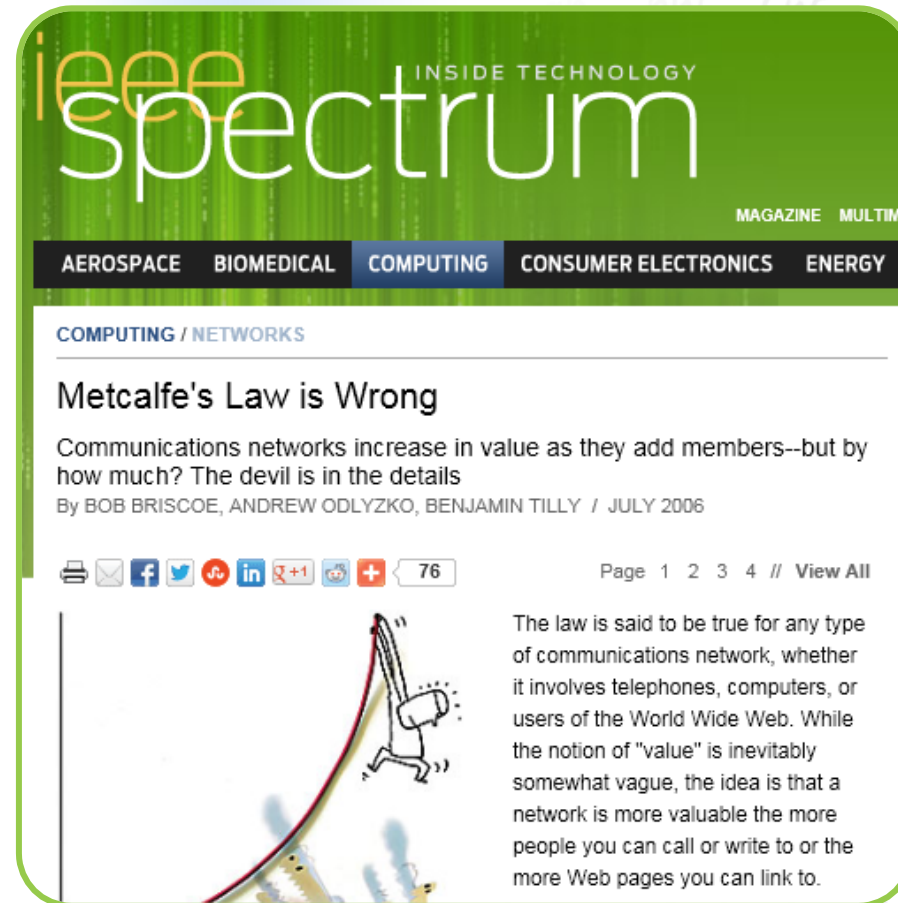 ieee
INSIDE TECHNOLOGY
spectrum
MAGAZINE MULTIM
AEROSPACE BIOMEDICAL COMPUTING CONSUMER ELECTRONICS ENERGY
COMPUTING / NETWORKS
Metcalfe's Law is Wrong
Communications networks increase in value as they add members--but by
how much? The devil is in the details
By BOB BRISCOE, ANDREW ODLYZKO, BENJAMIN TILLY / JULY 2006
f in g+1 76
Page 1 2 3 4 // View All
The law is said to be true for any type
of communications network, whether
it involves telephones, computers, or
users of the World Wide Web. While
the notion of "value" is inevitably
somewhat vague, the idea is that a
network is more valuable the more
people you can call or write to or the
more Web pages you can link to.